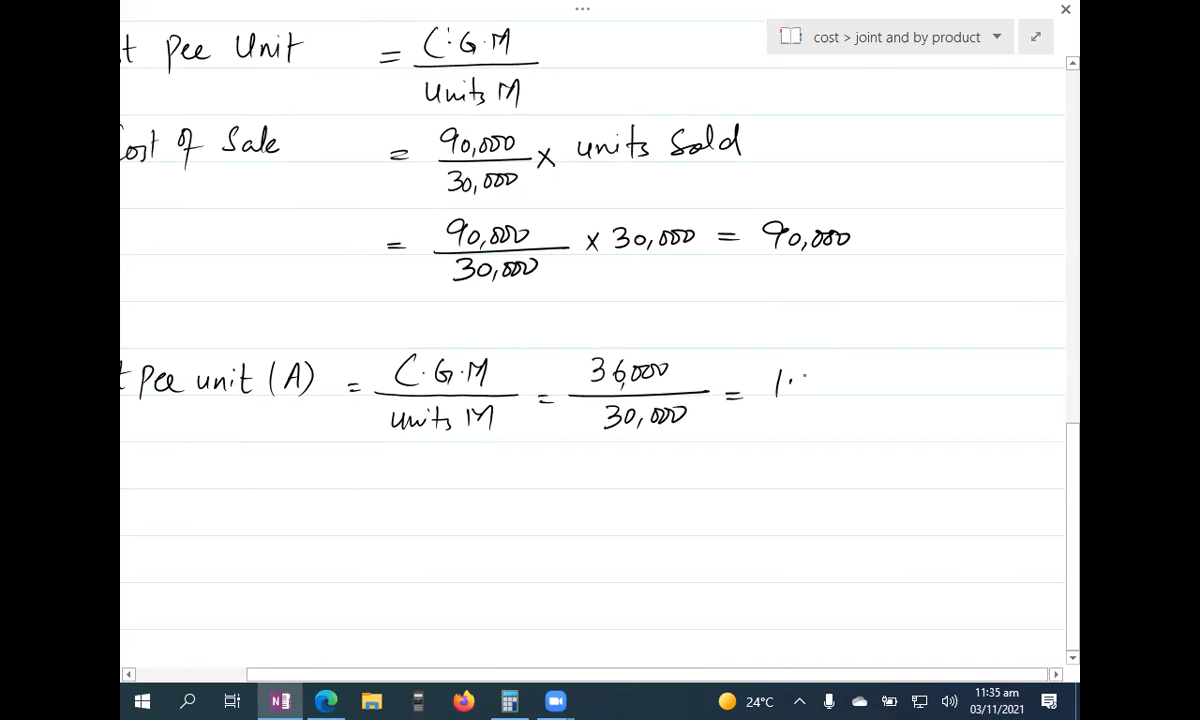 cost > joint and by product
t Pee Unit = C.G.M / Units M
Cost of Sale = 90,000 / 30,000 x units Sold
= 90,000 / 30,000 x 30,000 = 90,000
t Pee unit (A) = C.G.M / units M = 36,000 / 30,000 = 1.
24°C
11:35 am
03/11/2021